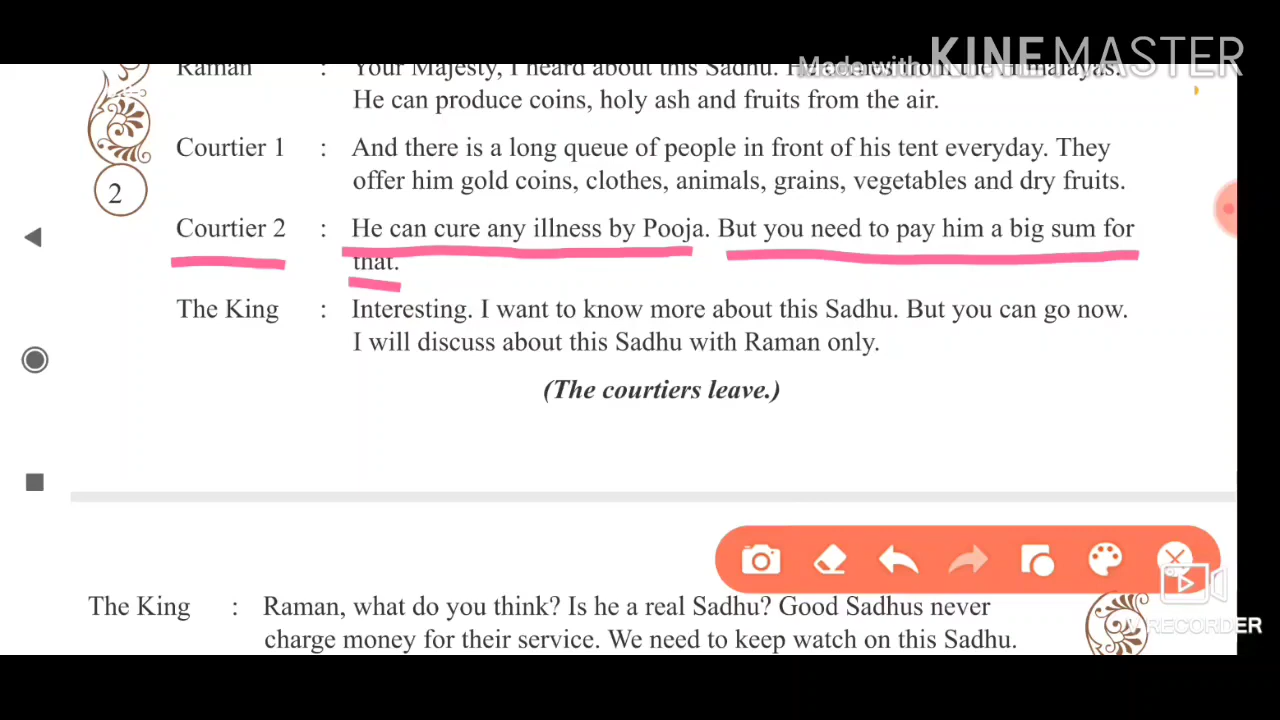 Made with KINEMASTER
Raman : Your Majesty, I heard about this Sadhu. He comes from the Himalayas.
He can produce coins, holy ash and fruits from the air.
Courtier 1 : And there is a long queue of people in front of his tent everyday. They
offer him gold coins, clothes, animals, grains, vegetables and dry fruits.
2
Courtier 2 : He can cure any illness by Pooja. But you need to pay him a big sum for
that.
The King : Interesting. I want to know more about this Sadhu. But you can go now.
I will discuss about this Sadhu with Raman only.
(The courtiers leave.)
The King : Raman, what do you think? Is he a real Sadhu? Good Sadhus never
charge money for their service. We need to keep watch on this Sadhu.
RECORDER